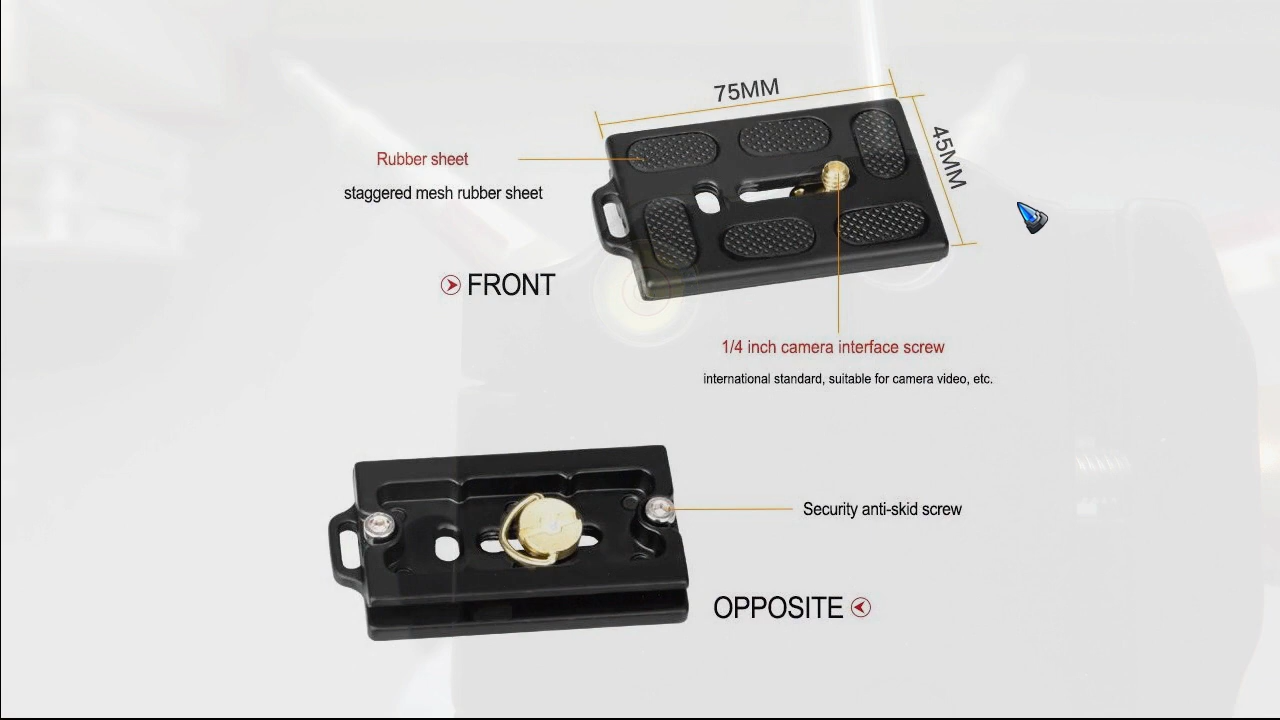 75MM
45MM
Rubber sheet
staggered mesh rubber sheet
FRONT
1/4 inch camera interface screw
international standard, suitable for camera video, etc.
Security anti-skid screw
OPPOSITE